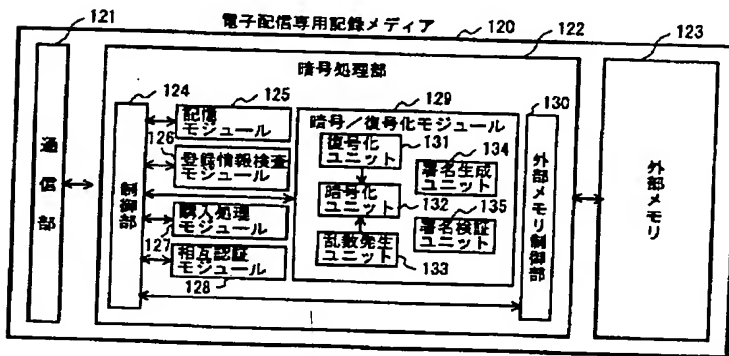 電子配信専用記録メディア
120
121
122
123
暗号処理部
124
125
129
130
記憶
モジュール
暗号/復号化モジュール
126
登録情報検査
モジュール
復号化
ユニット
131
134
署名生成
ユニット
通信部
制御部
暗号化
ユニット
132
135
外部メモリ制御部
外部メモリ
購入処理
モジュール
127
署名検証
ユニット
相互認証
モジュール
乱数発生
ユニット
133
128